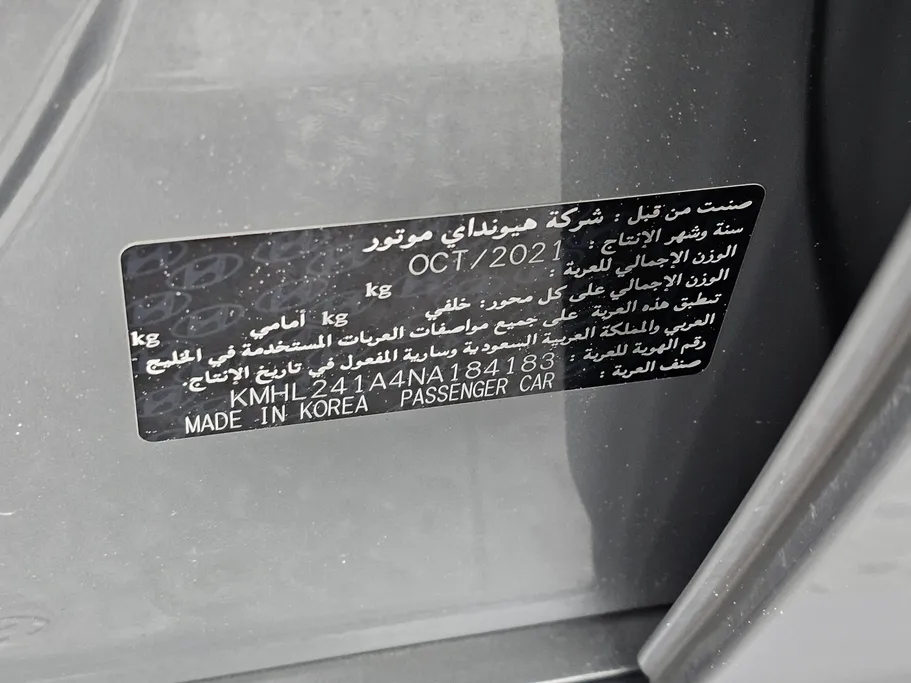 صنعت من قبل : شركة هيونداي موتور
سنة وشهر الانتاج : OCT/2021
الوزن الإجمالي للعربة : kg
الوزن الإجمالي على كل محور: خلفي kg أمامي kg
تنطبق هذه العربة على جميع مواصفات العربات المستخدمة في الخليج
العربي والمملكة العربية السعودية وسارية المفعول في تاريخ الإنتاج.
رقم الهوية للعربة : KMHL241A4NA184183
صنف العربة : PASSENGER CAR MADE IN KOREA